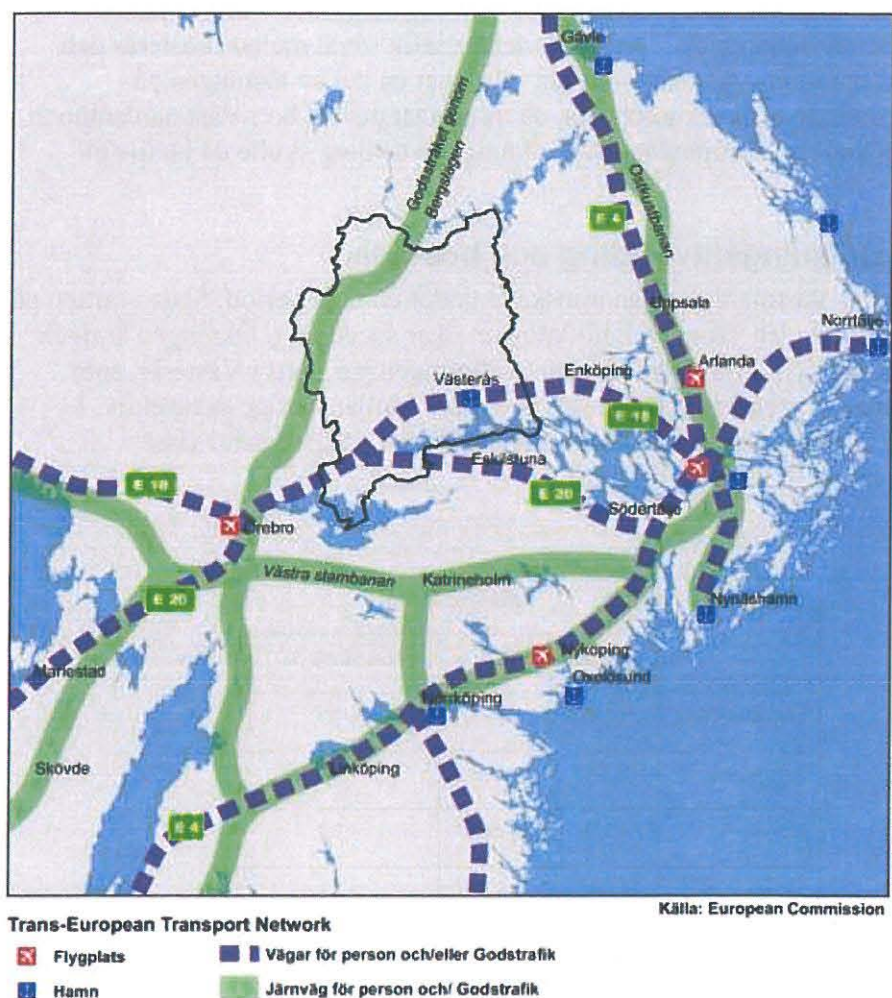 Gävle
Godsstråket genom
Bergslagen
Ostkustbanan
E 4
Uppsala
Norrtälje
Arlanda
Enköping
Västerås
E 18
Eskilstuna
E 20
Södertälje
E 18
Örebro
Västra stambanan
Katrineholm
E 20
Nynäshamn
Mariestad
Nyköping
Oxelösund
Norrköping
Skövde
Linköping
E 4
Källa: European Commission
Trans-European Transport Network
Flygplats
Vägar för person och/eller Godstrafik
Hamn
Järnväg för person och/ Godstrafik